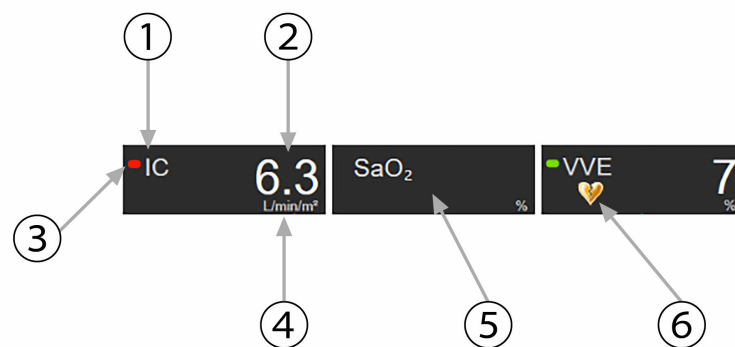 ① ②
IC 6.3 L/min/m²
SaO₂ %
VVE 7 %
③
④ ⑤ ⑥